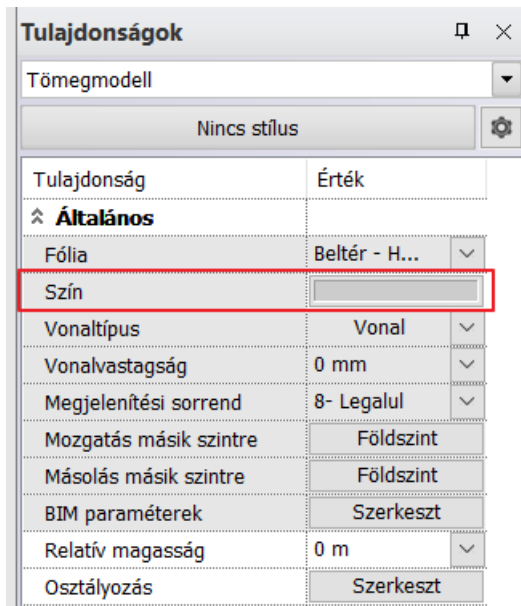 Tulajdonságok
Tömegmodell
Nincs stílus
Tulajdonság Érték
Általános
Fólia Beltér - H...
Szín
Vonaltípus Vonal
Vonalvastagság 0 mm
Megjelenítési sorrend 8- Legalul
Mozgatás másik szintre Földszint
Másolás másik szintre Földszint
BIM paraméterek Szerkeszt
Relatív magasság 0 m
Osztályozás Szerkeszt